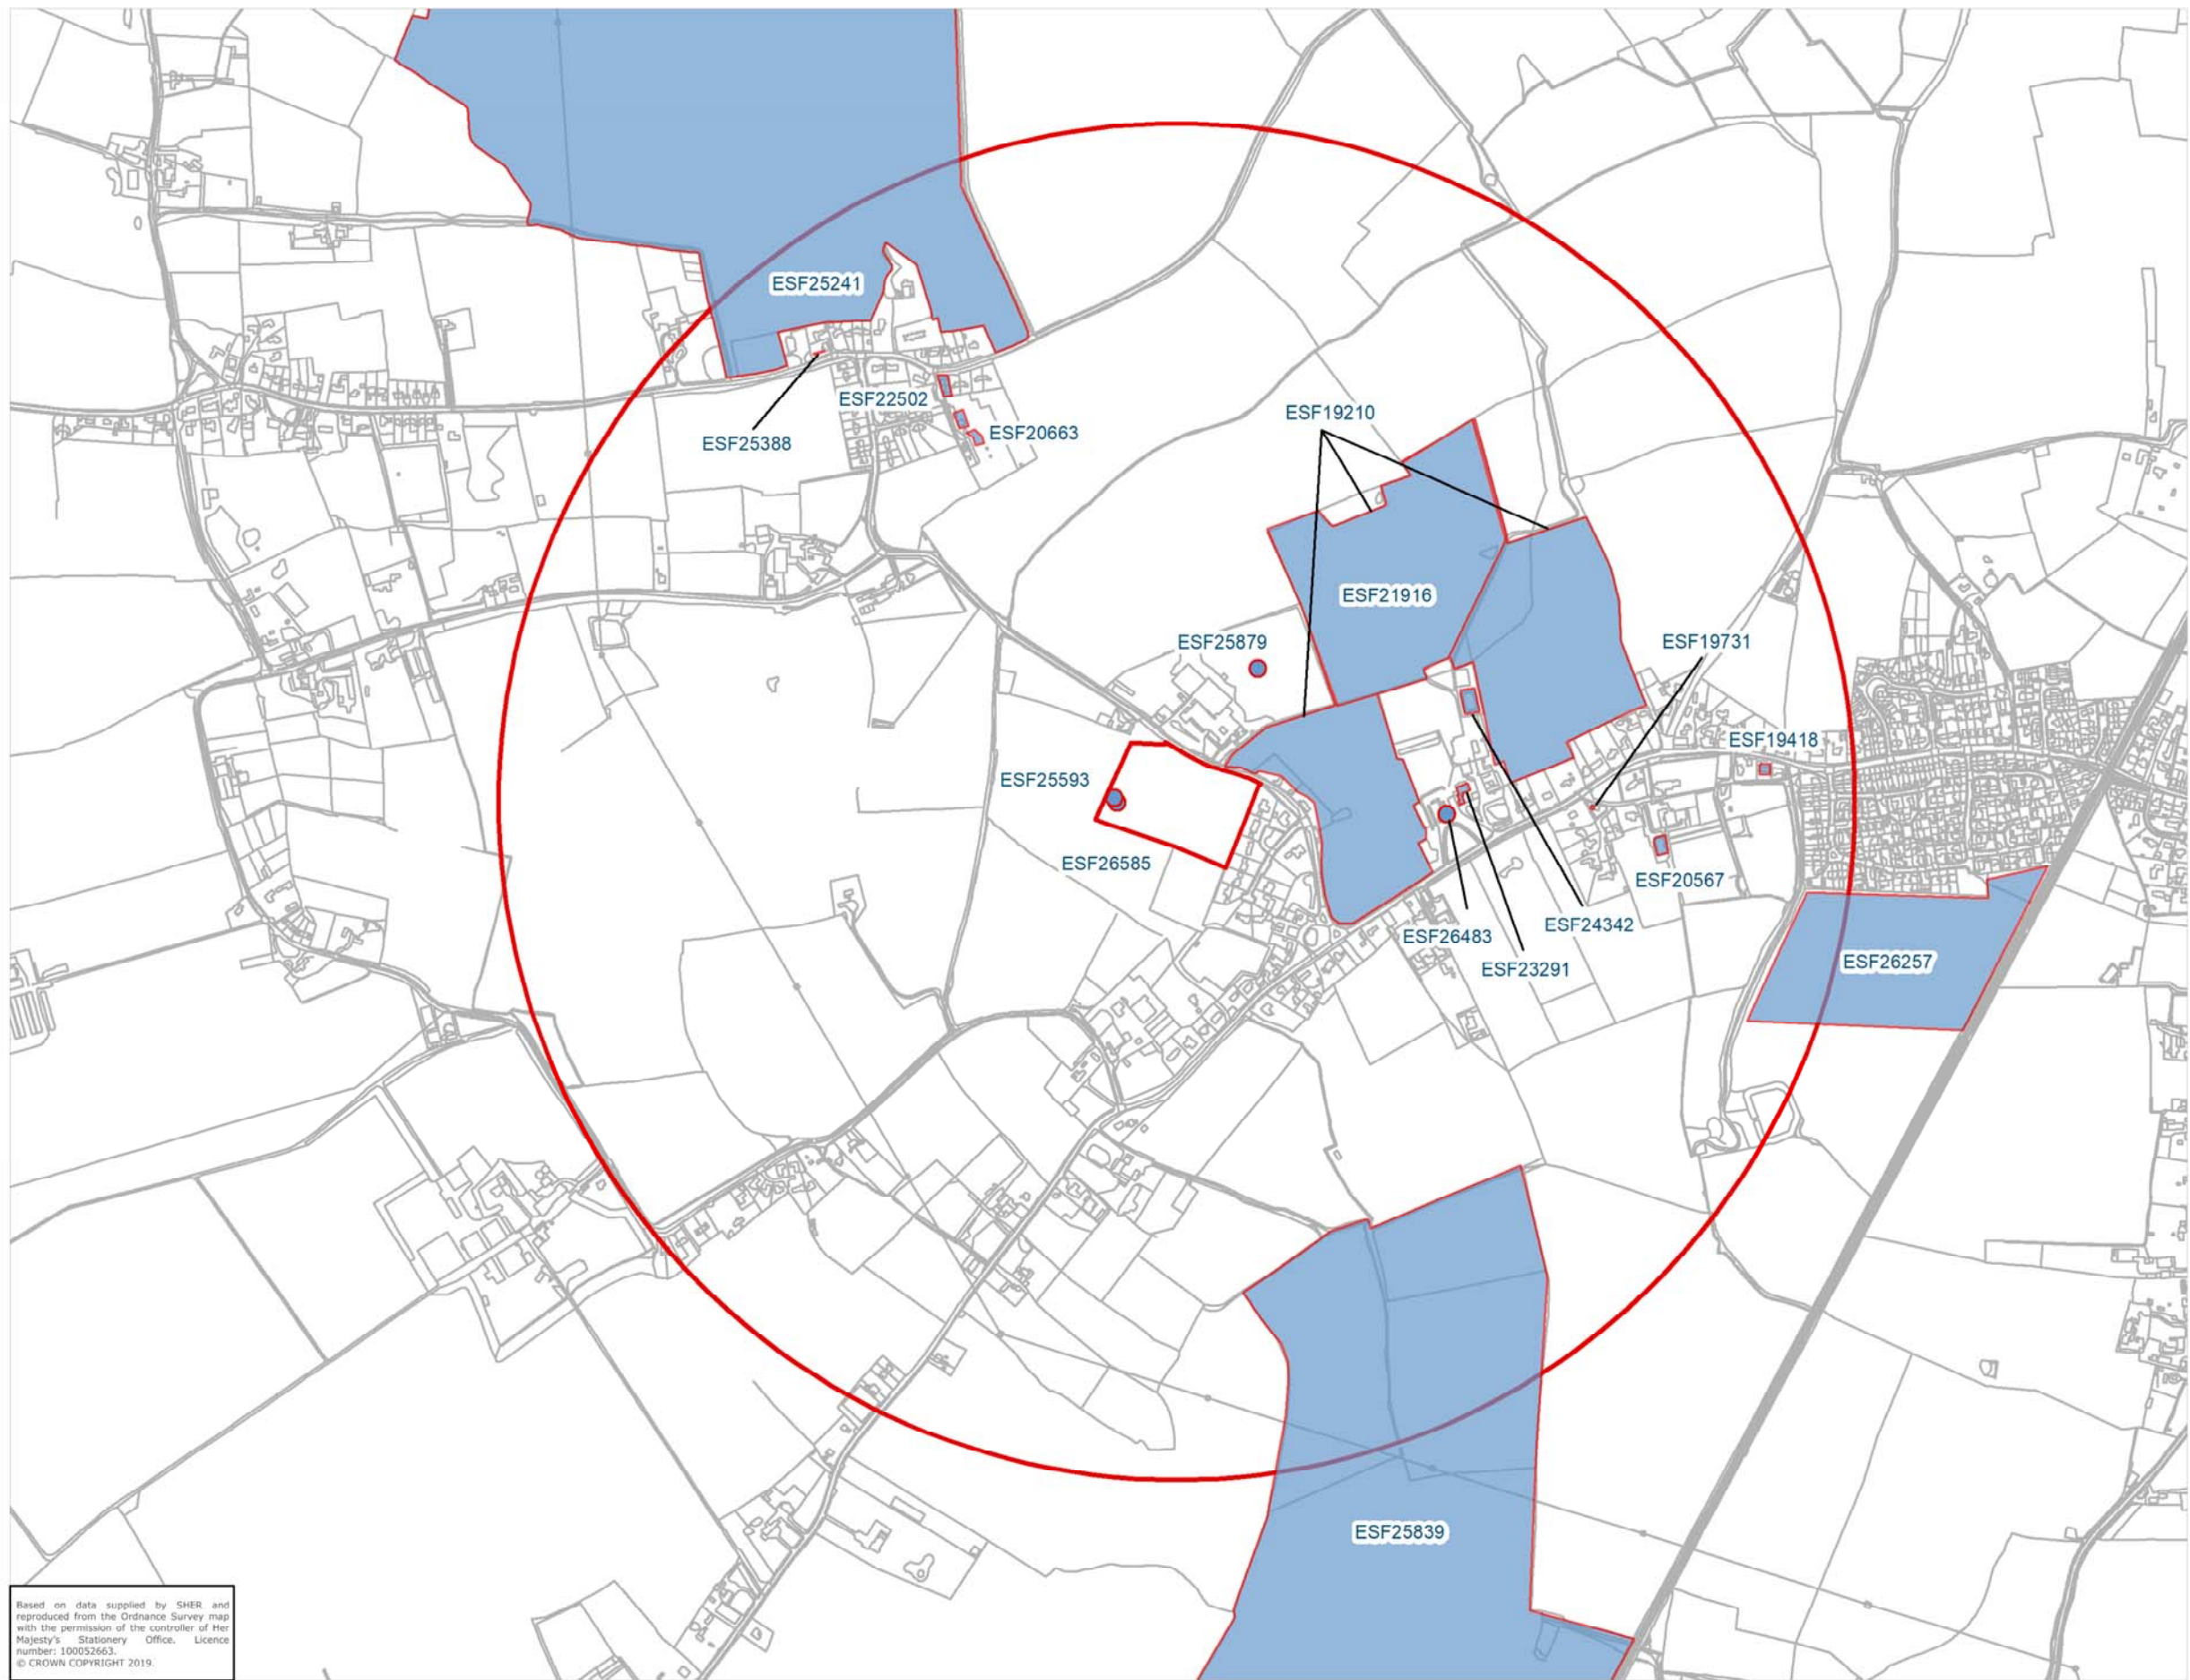 ESF25241
ESF22502
ESF25388
ESF20663
ESF19210
ESF21916
ESF25879
ESF19731
ESF19418
ESF25593
ESF26585
ESF20567
ESF24342
ESF26483
ESF23291
ESF26257
ESF25839
Based on data supplied by SHER and
reproduced from the Ordnance Survey map
with the permission of the controller of Her
Majesty's Stationery Office. Licence
number: 100052663.
© CROWN COPYRIGHT 2019.